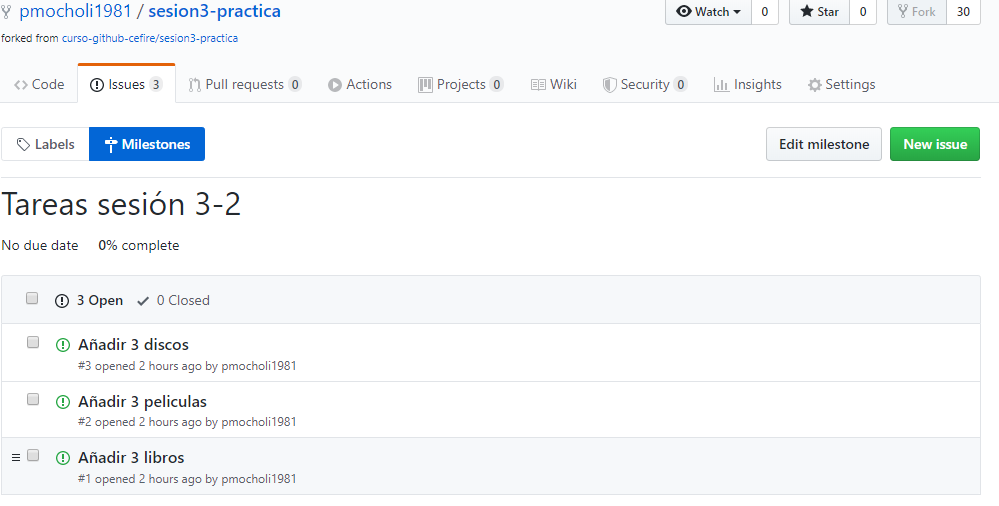 pmocholi1981 / sesion3-practica Watch 0 Star 0 Fork 30
forked from curso-github-cefire/sesion3-practica
Code Issues 3 Pull requests 0 Actions Projects 0 Wiki Security 0 Insights Settings
Labels Milestones Edit milestone New issue
Tareas sesión 3-2
No due date 0% complete
3 Open 0 Closed
Añadir 3 discos
#3 opened 2 hours ago by pmocholi1981
Añadir 3 peliculas
#2 opened 2 hours ago by pmocholi1981
Añadir 3 libros
#1 opened 2 hours ago by pmocholi1981